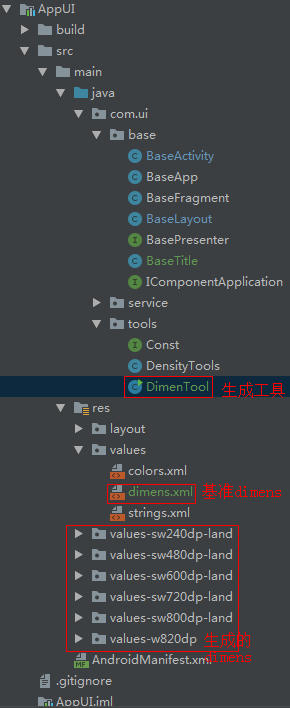 AppUI
build
src
main
java
com.ui
base
BaseActivity
BaseApp
BaseFragment
BaseLayout
BasePresenter
BaseTitle
IComponentApplication
service
tools
Const
DensityTools
DimenTool 生成工具
res
layout
values
colors.xml
dimens.xml 基准dimens
strings.xml
values-sw240dp-land
values-sw480dp-land
values-sw600dp-land
values-sw720dp-land
values-sw800dp-land
values-w820dp 生成的
dimens
AndroidManifest.xml
.gitignore
AppUI.iml